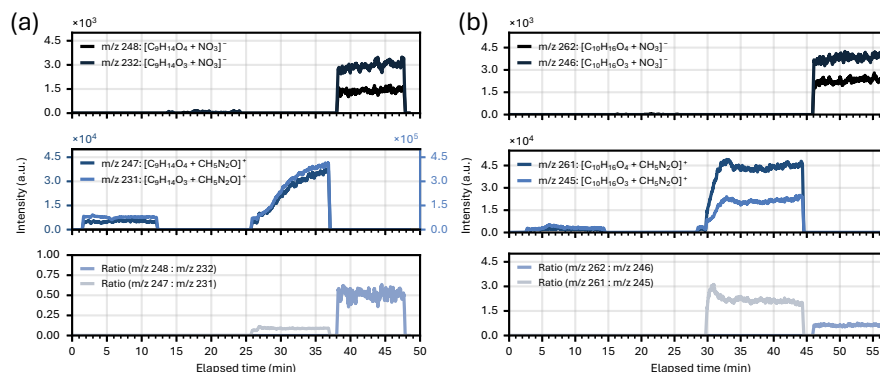 (a)
×10³
4.5
3.0
1.5
0.0
m/z 248: [C₉H₁₄O₄ + NO₃]⁻
m/z 232: [C₉H₁₄O₃ + NO₃]⁻
×10⁴
×10⁵
4.5
3.0
1.5
0.0
m/z 247: [C₉H₁₄O₄ + CH₅N₂O]⁺
m/z 231: [C₉H₁₄O₃ + CH₅N₂O]⁺
4.5
3.0
1.5
0.0
Intensity (a.u.)
1.00
0.75
0.50
0.25
0.00
Ratio (m/z 248 : m/z 232)
Ratio (m/z 247 : m/z 231)
0 5 10 15 20 25 30 35 40 45 50
Elapsed time (min)
(b)
×10³
4.5
3.0
1.5
0.0
m/z 262: [C₁₀H₁₆O₄ + NO₃]⁻
m/z 246: [C₁₀H₁₆O₃ + NO₃]⁻
×10⁴
4.5
3.0
1.5
0.0
m/z 261: [C₁₀H₁₆O₄ + CH₅N₂O]⁺
m/z 245: [C₁₀H₁₆O₃ + CH₅N₂O]⁺
Intensity (a.u.)
4.5
3.0
1.5
0.0
Ratio (m/z 262 : m/z 246)
Ratio (m/z 261 : m/z 245)
0 5 10 15 20 25 30 35 40 45 50 55
Elapsed time (min)